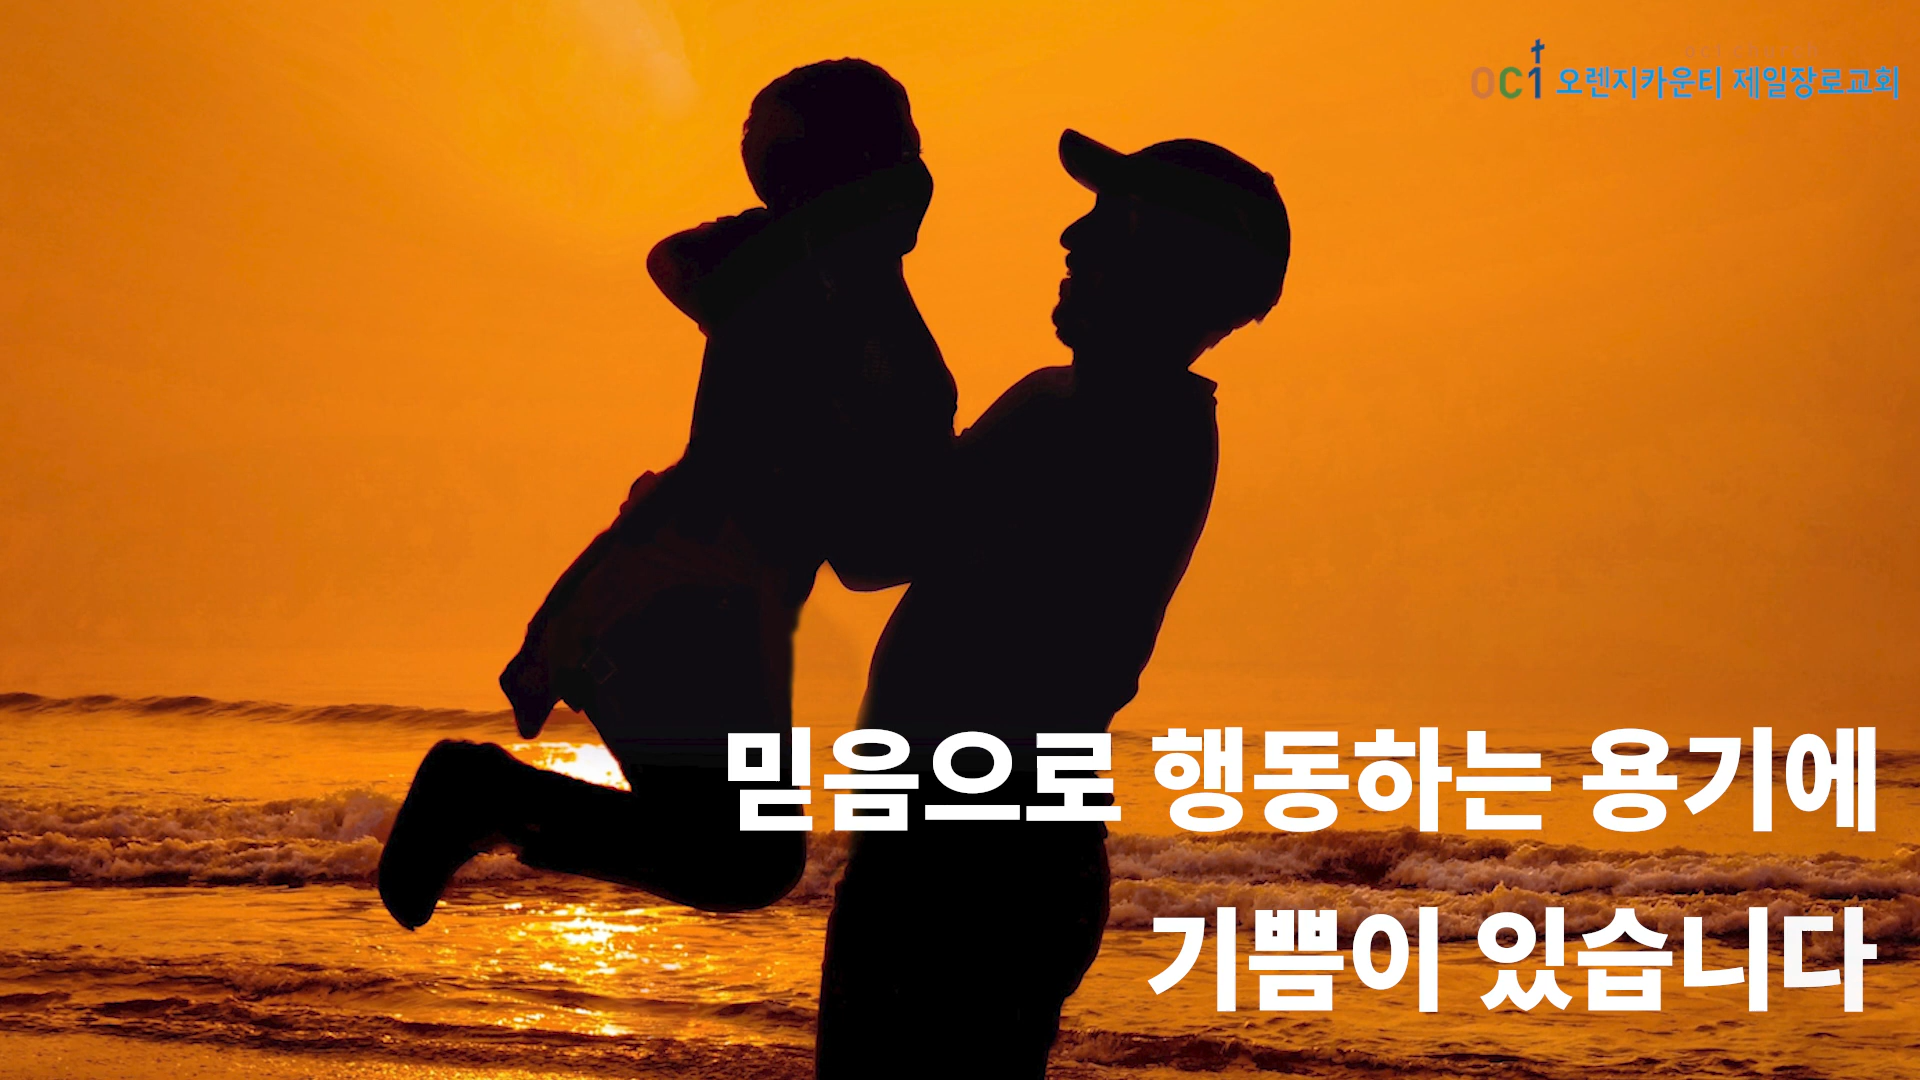 oc1 오렌지카운티 제일장로교회
믿음으로 행동하는 용기에
기쁨이 있습니다